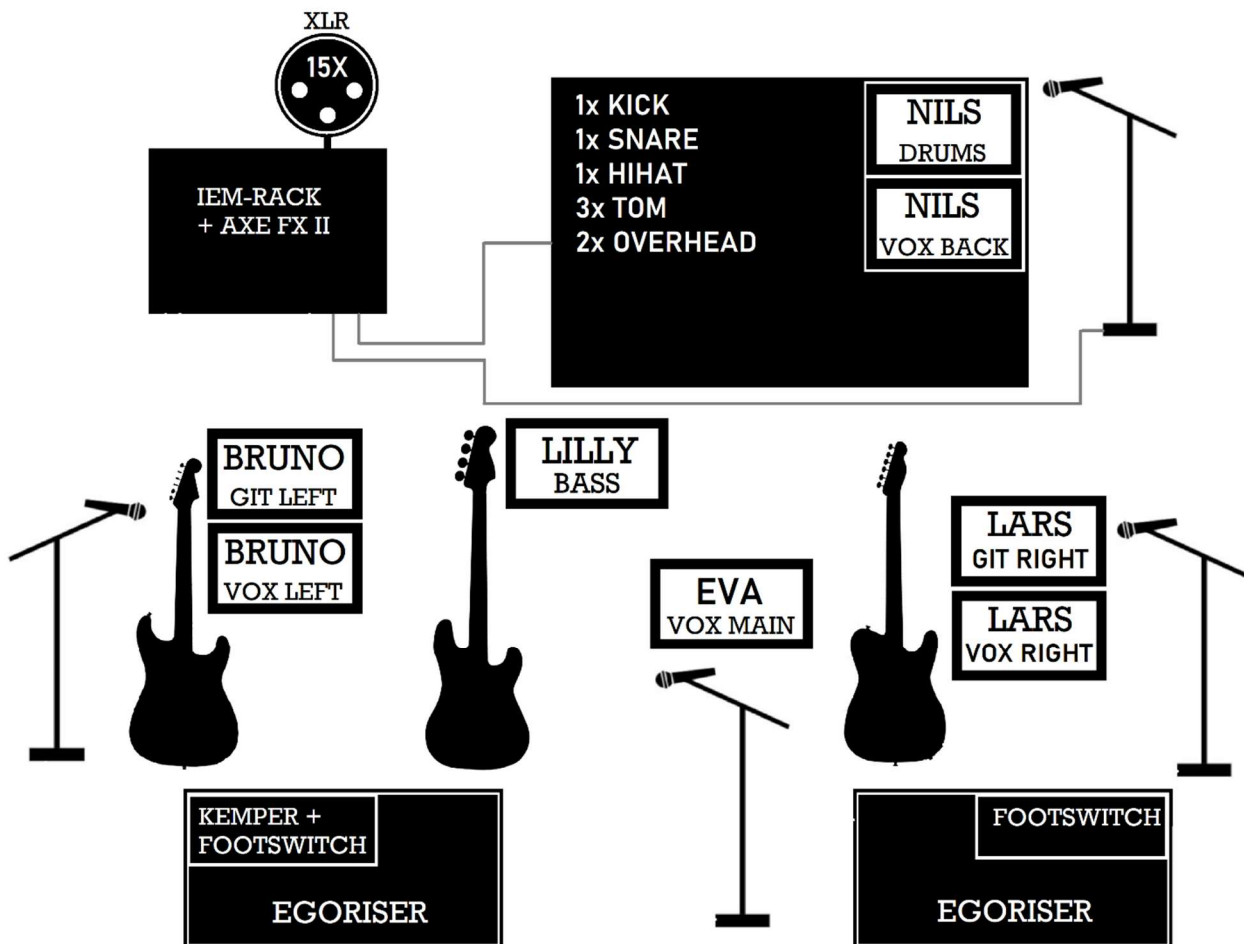 XLR
15X
IEM-RACK
+ AXE FX II
1x KICK
1x SNARE
1x HIHAT
3x TOM
2x OVERHEAD
NILS
DRUMS
NILS
VOX BACK
BRUNO
GIT LEFT
BRUNO
VOX LEFT
LILLY
BASS
EVA
VOX MAIN
LARS
GIT RIGHT
LARS
VOX RIGHT
KEMPER +
FOOTSWITCH
EGORISER
FOOTSWITCH
EGORISER